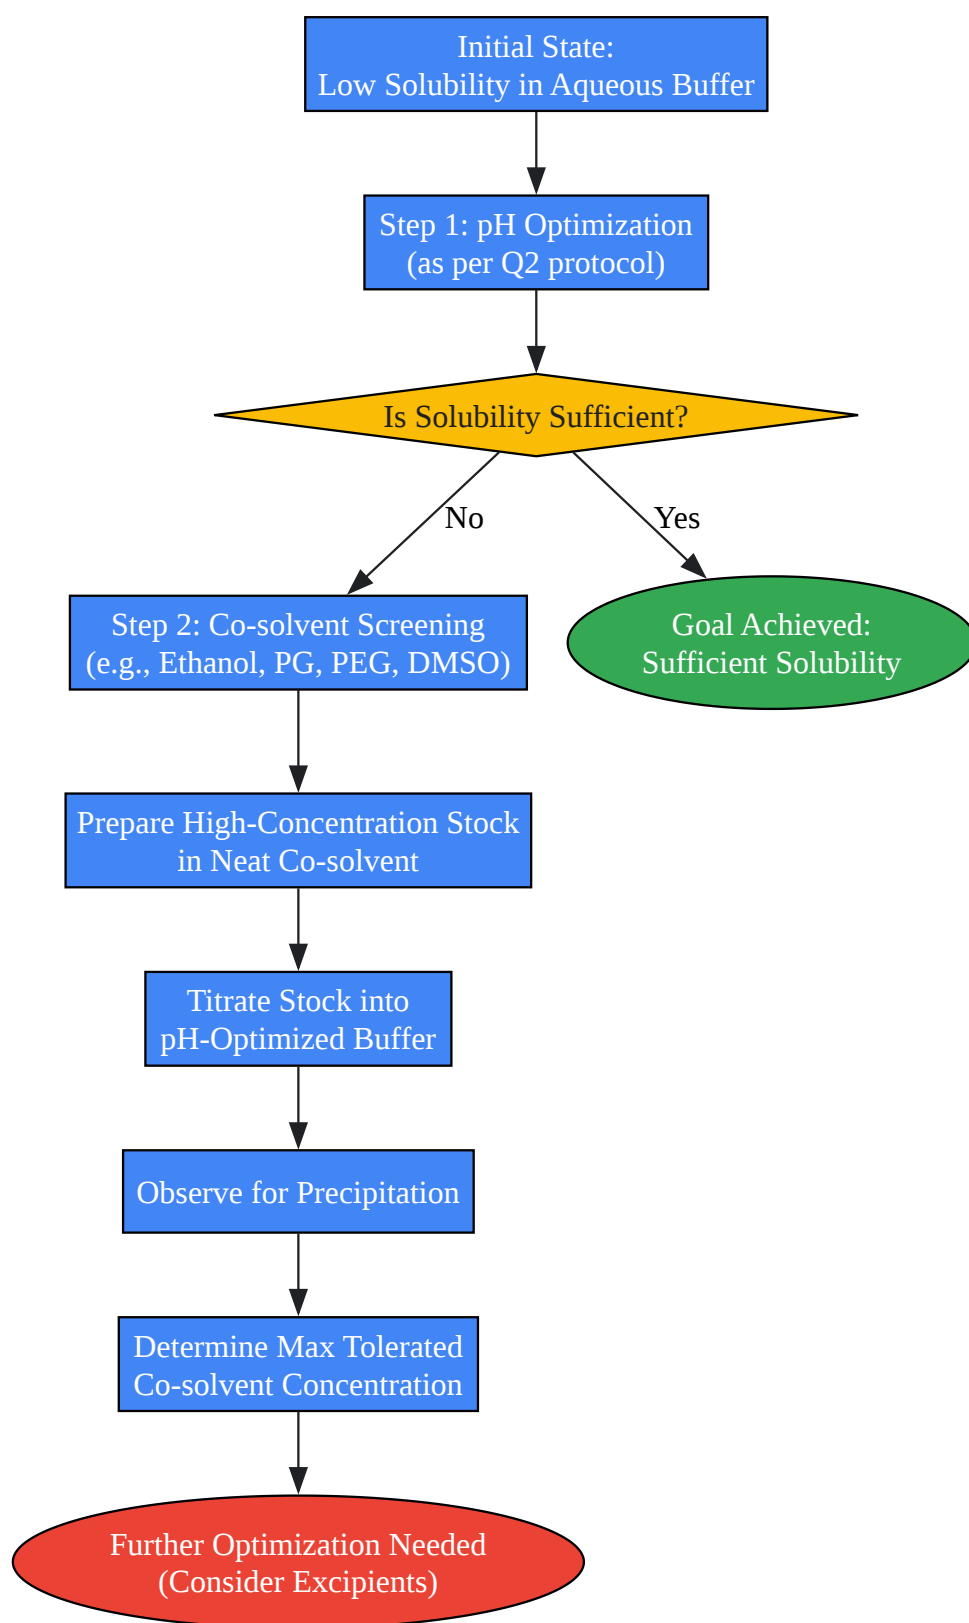 Initial State:
Low Solubility in Aqueous Buffer
Step 1: pH Optimization
(as per Q2 protocol)
Is Solubility Sufficient?
No
Yes
Step 2: Co-solvent Screening
(e.g., Ethanol, PG, PEG, DMSO)
Goal Achieved:
Sufficient Solubility
Prepare High-Concentration Stock
in Neat Co-solvent
Titrate Stock into
pH-Optimized Buffer
Observe for Precipitation
Determine Max Tolerated
Co-solvent Concentration
Further Optimization Needed
(Consider Excipients)